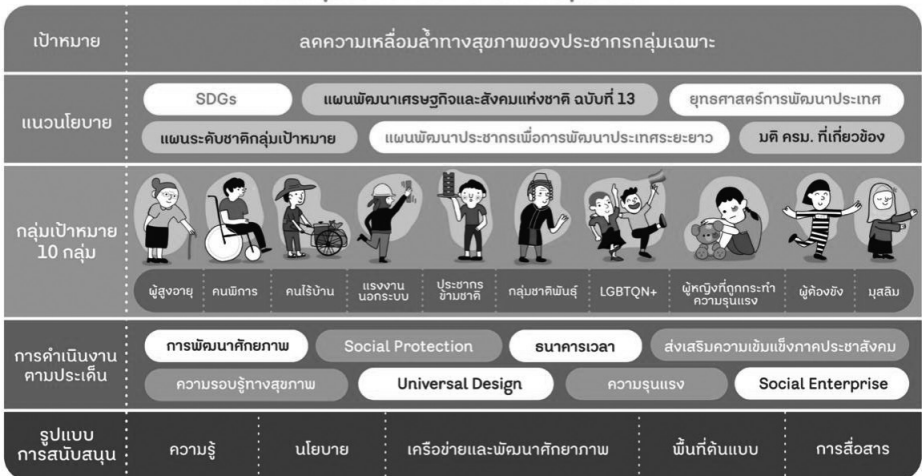 เป้าหมาย
ลดความเหลื่อมล้ำทางสุขภาพของประชากรกลุ่มเฉพาะ
แนวนโยบาย
SDGs
แผนพัฒนาเศรษฐกิจและสังคมแห่งชาติ ฉบับที่ 13
ยุทธศาสตร์การพัฒนาประเทศ
แผนระดับชาติกลุ่มเป้าหมาย
แผนพัฒนาประชากรเพื่อการพัฒนาประเทศระยะยาว
มติ ครม. ที่เกี่ยวข้อง
กลุ่มเป้าหมาย
10 กลุ่ม
ผู้สูงอายุ
คนพิการ
คนไร้บ้าน
แรงงาน
นอกระบบ
ประชากร
ข้ามชาติ
กลุ่มชาติพันธุ์
LGBTQN+
ผู้หญิงที่ถูกกระทำ
ความรุนแรง
ผู้ต้องขัง
มุสลิม
การดำเนินงาน
ตามประเด็น
การพัฒนาศักยภาพ
Social Protection
ธนาคารเวลา
ส่งเสริมความเข้มแข็งภาคประชาสังคม
ความรอบรู้ทางสุขภาพ
Universal Design
ความรุนแรง
Social Enterprise
รูปแบบ
การสนับสนุน
ความรู้
นโยบาย
เครือข่ายและพัฒนาศักยาภาพ
พื้นที่ต้นแบบ
การสื่อสาร